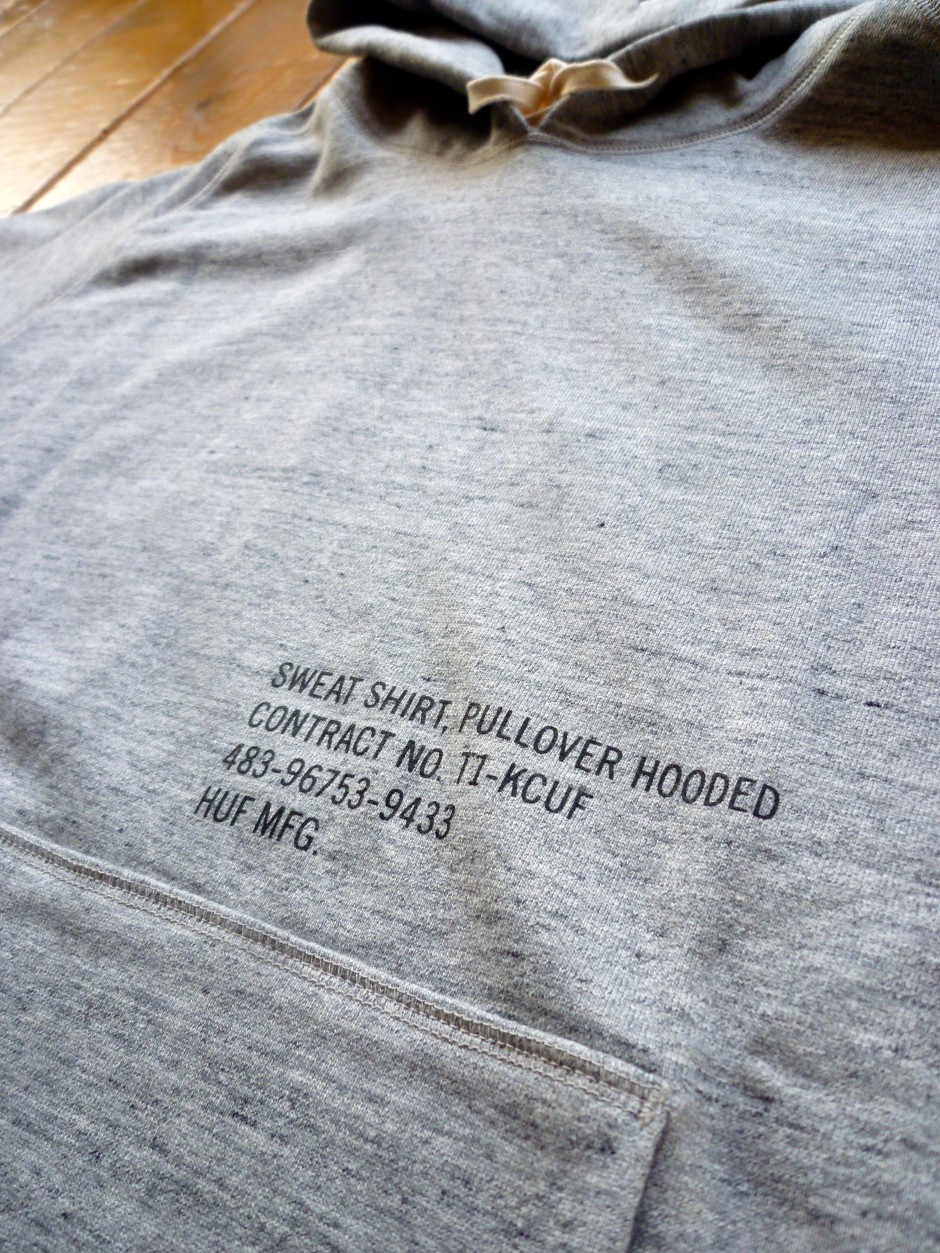 SWEAT SHIRT, PULLOVER HOODED
CONTRACT NO. TI-KCUF
483-96753-9433
HUF MFG.